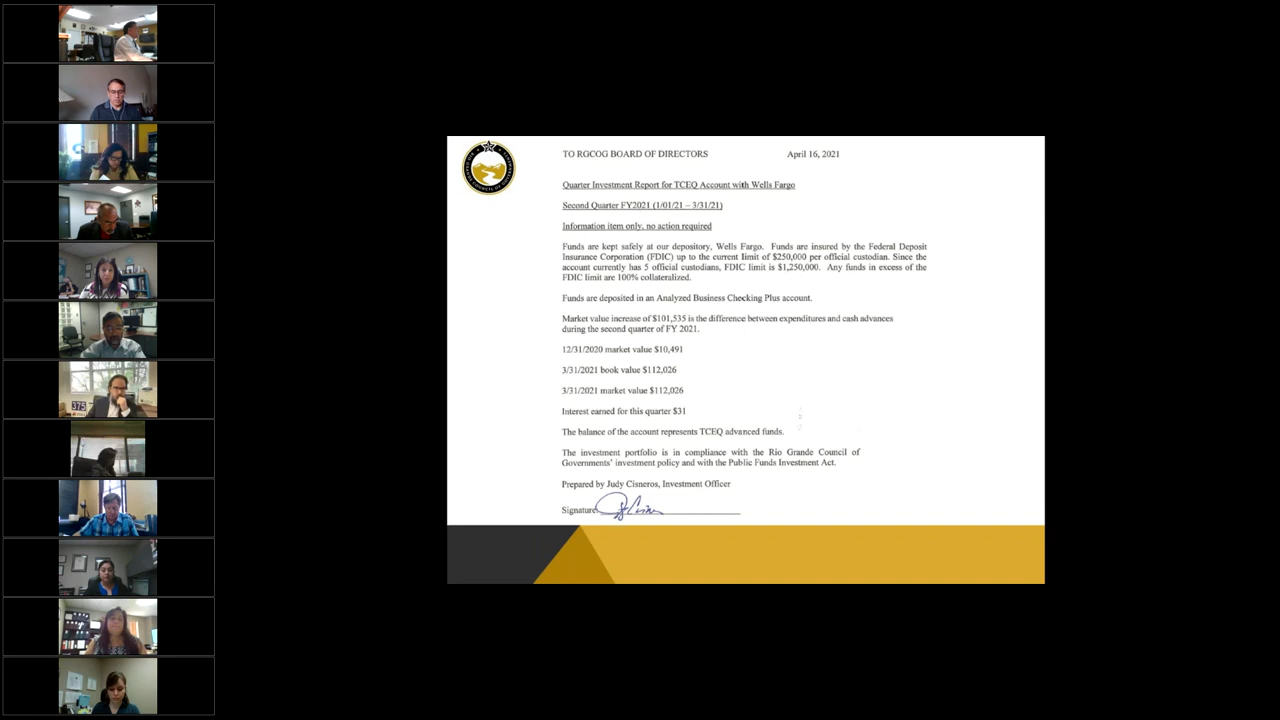 TO RGCOG BOARD OF DIRECTORS April 16, 2021
Quarter Investment Report for TCEQ Account with Wells Fargo
Second Quarter FY2021 (1/01/21 – 3/31/21)
Information item only, no action required
Funds are kept safely at our depository, Wells Fargo. Funds are insured by the Federal Deposit
Insurance Corporation (FDIC) up to the current limit of $250,000 per official custodian. Since the
account currently has 5 official custodians, FDIC limit is $1,250,000. Any funds in excess of the
FDIC limit are 100% collateralized.
Funds are deposited in an Analyzed Business Checking Plus account.
Market value increase of $101,535 is the difference between expenditures and cash advances
during the second quarter of FY 2021.
12/31/2020 market value $10,491
3/31/2021 book value $112,026
3/31/2021 market value $112,026
Interest earned for this quarter $31
The balance of the account represents TCEQ advanced funds.
The investment portfolio is in compliance with the Rio Grande Council of
Governments' investment policy and with the Public Funds Investment Act.
Prepared by Judy Cisneros, Investment Officer
Signature:
375